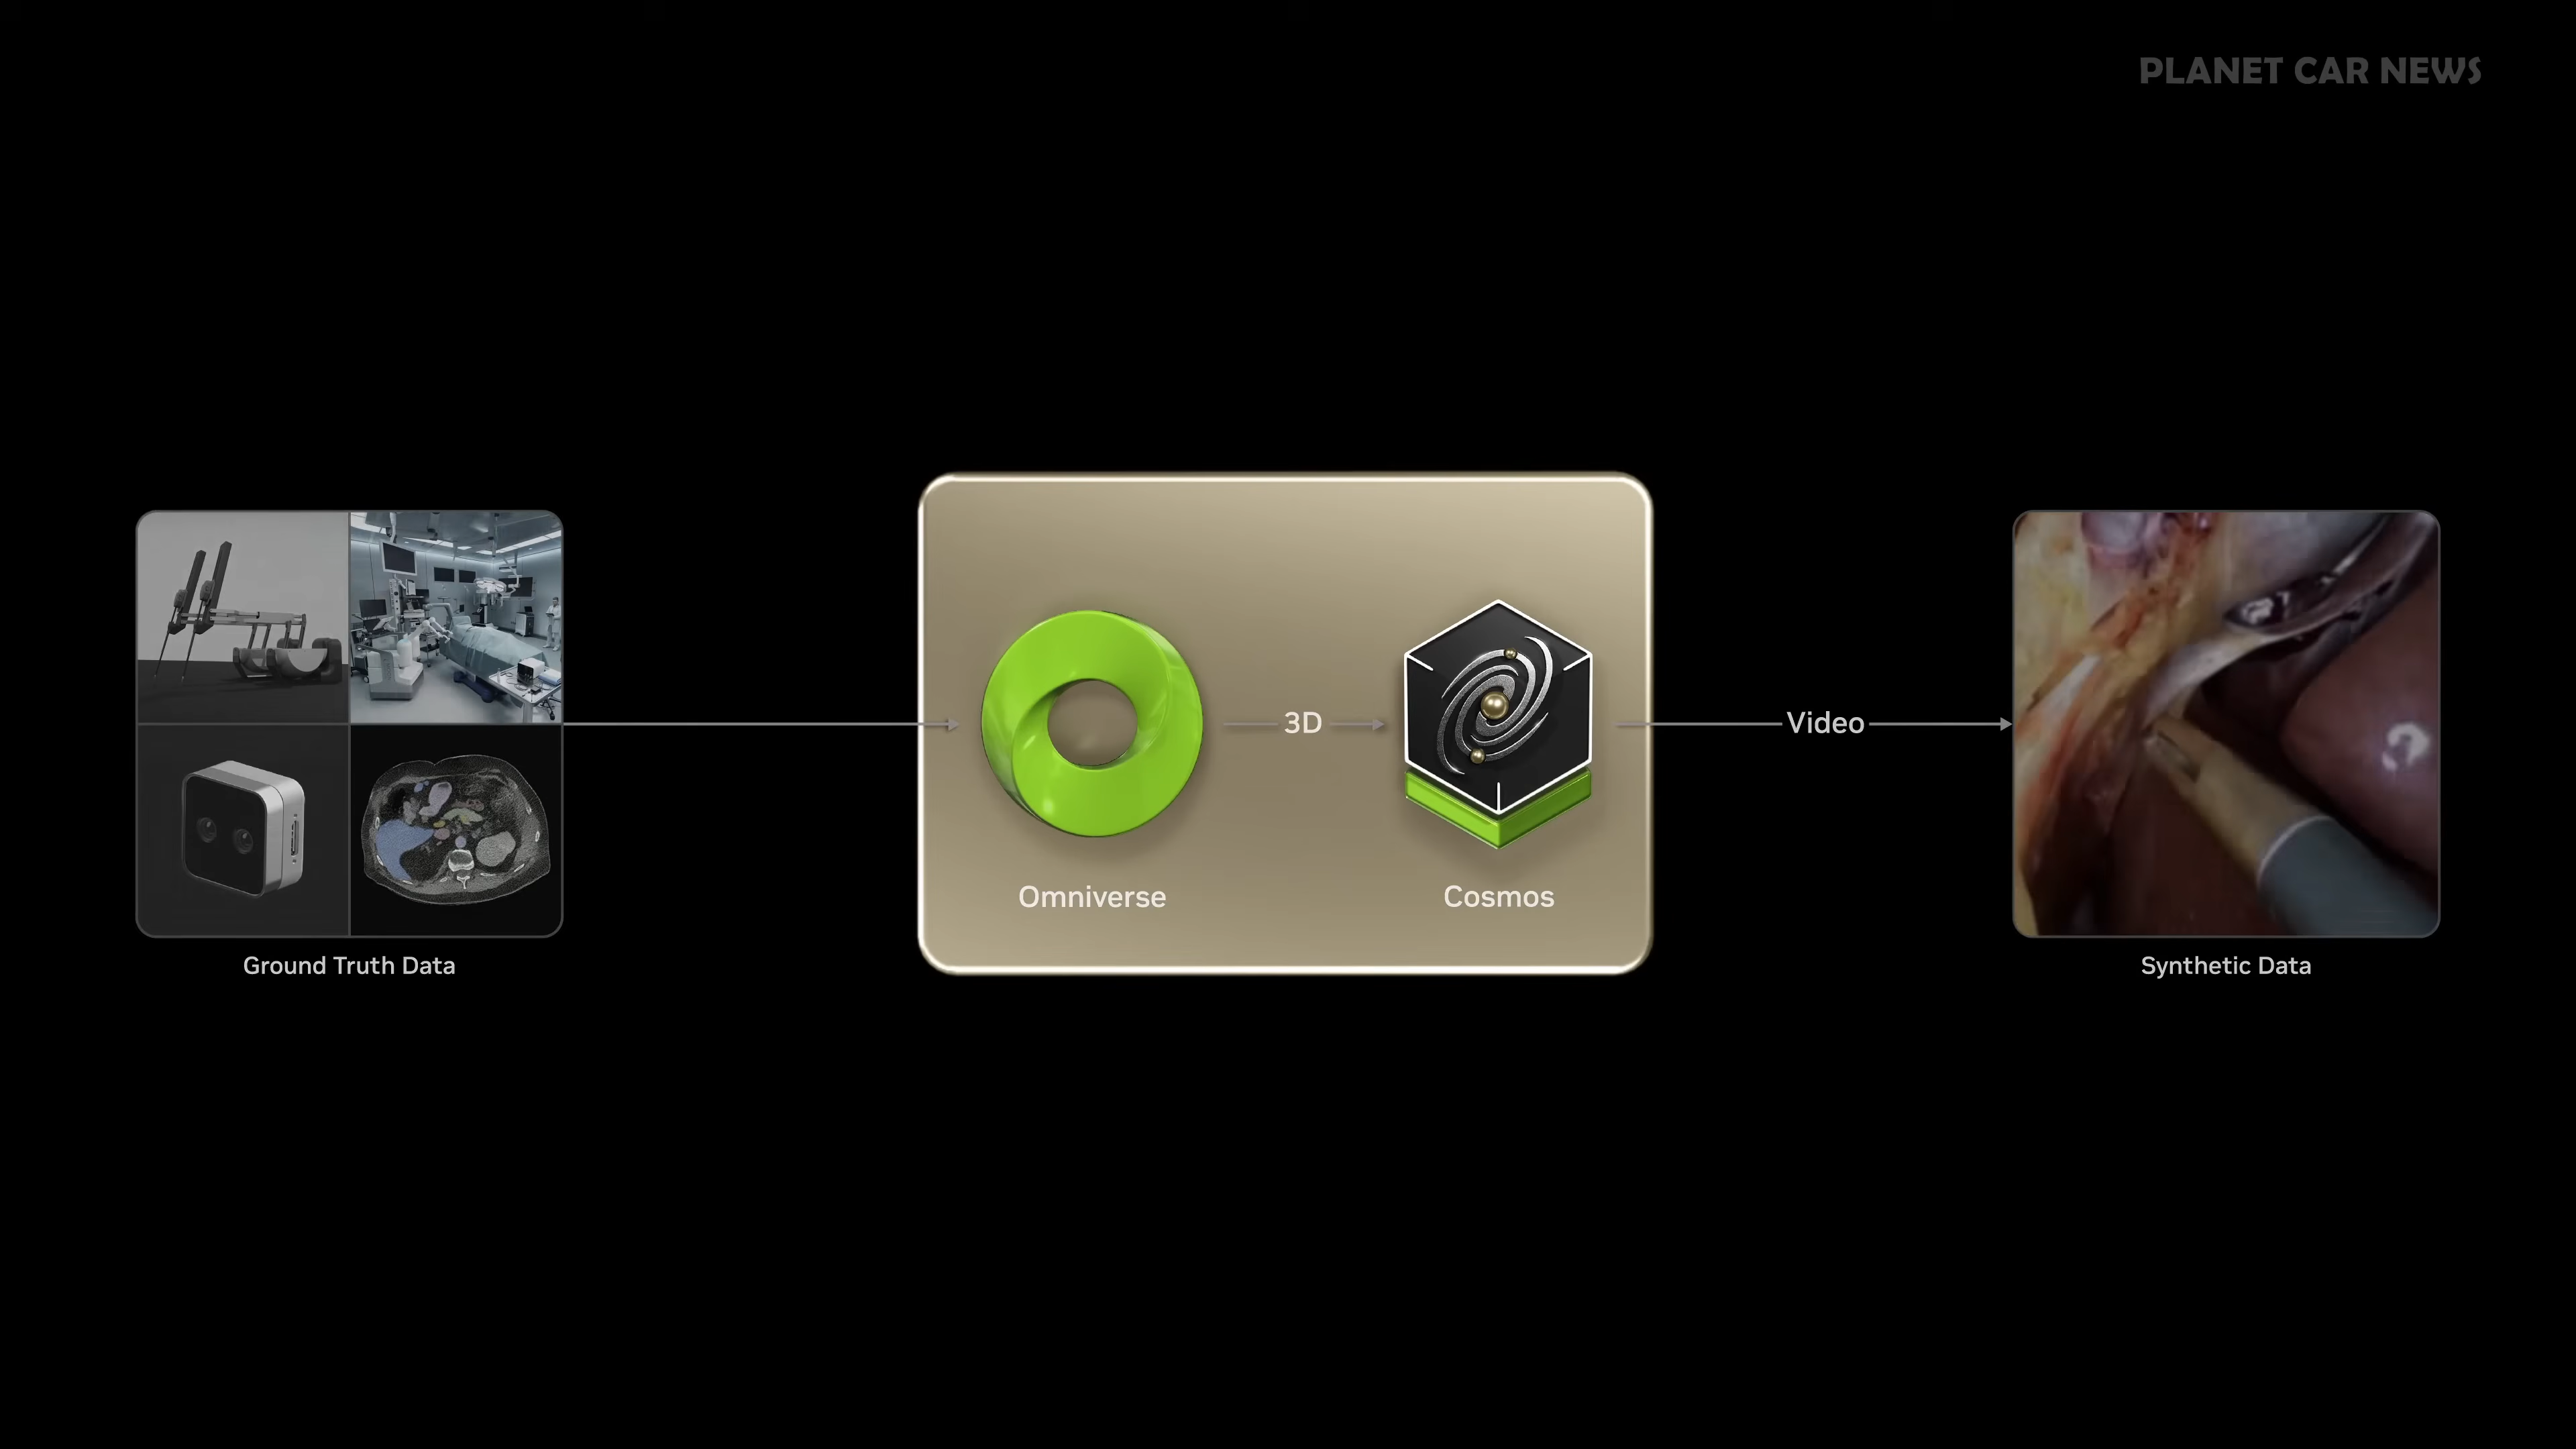 PLANET CAR NEWS
3D
Video
Omniverse
Cosmos
Ground Truth Data
Synthetic Data